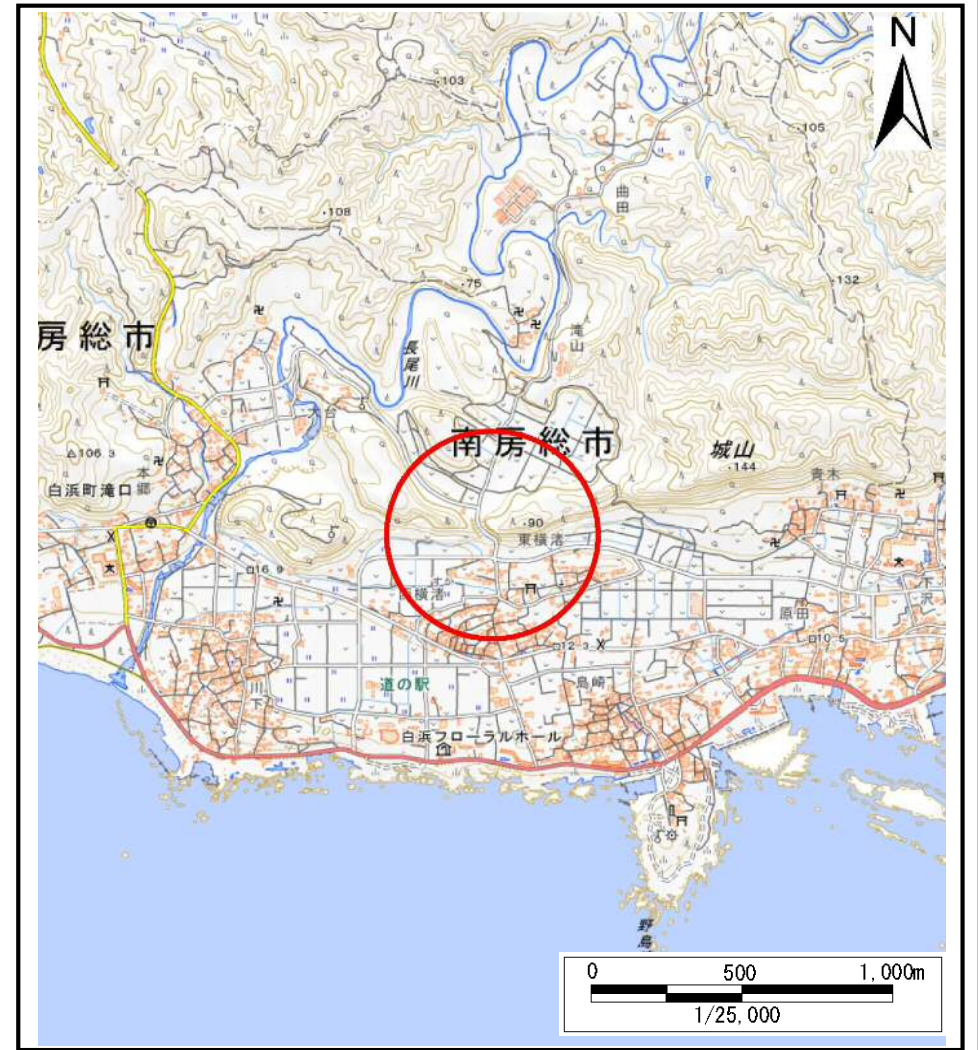 N
103
105
曲田
108
132
75
滝山
房総市
長尾川
大台
南房総市
城山
144
106.3
本郷
白浜町滝口
青木
90
東横渚
16.9
横渚
下沢
原田
10.5
12.3
島崎
道の駅
川下
白浜フローラルホール
野島
0 500 1,000m
1/25,000